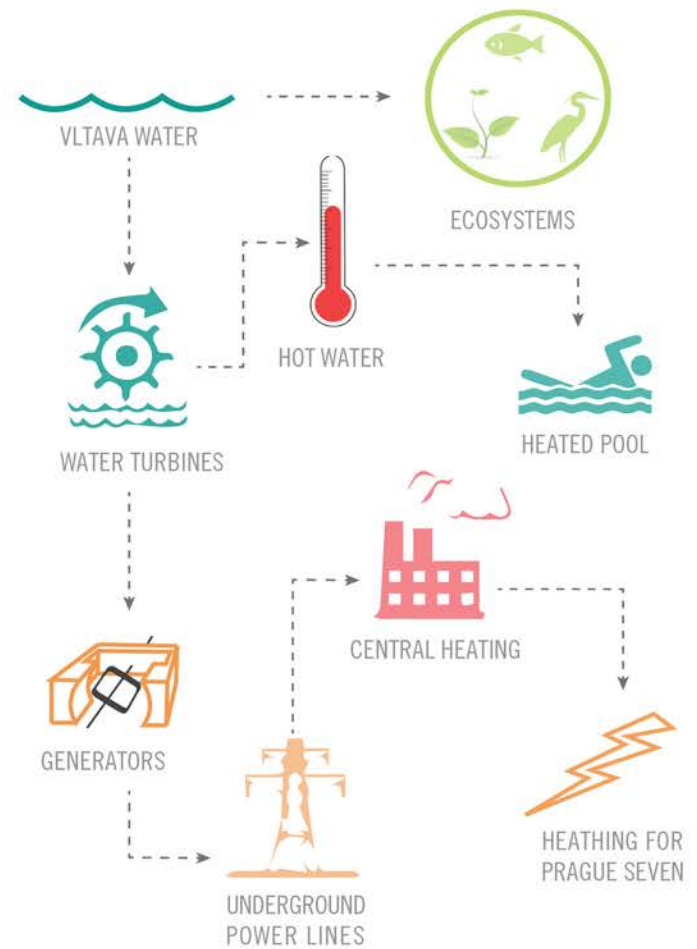 VLTAVA WATER
ECOSYSTEMS
HOT WATER
HEATED POOL
WATER TURBINES
CENTRAL HEATING
GENERATORS
HEATHING FOR
PRAGUE SEVEN
UNDERGROUND
POWER LINES